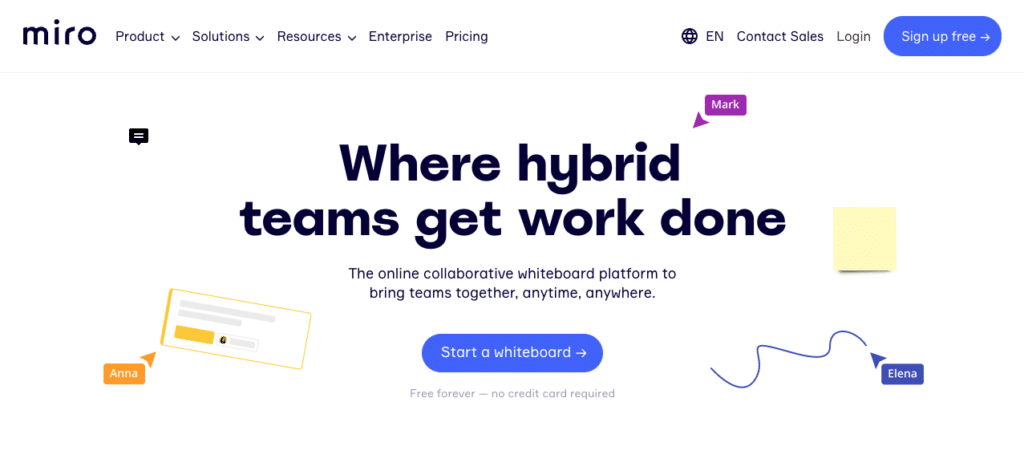 miro
Product
Solutions
Resources
Enterprise
Pricing
EN
Contact Sales
Login
Sign up free →
Mark
Where hybrid
teams get work done
The online collaborative whiteboard platform to
bring teams together, anytime, anywhere.
Start a whiteboard →
Free forever — no credit card required
Anna
Elena